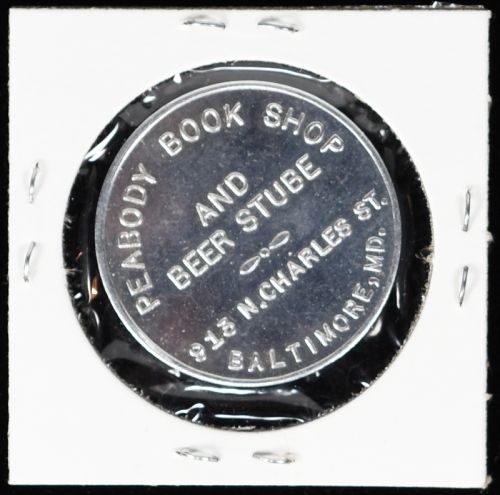 PEABODY BOOK SHOP
AND
BEER STUBE
913 N. CHARLES ST.
BALTIMORE, MD.